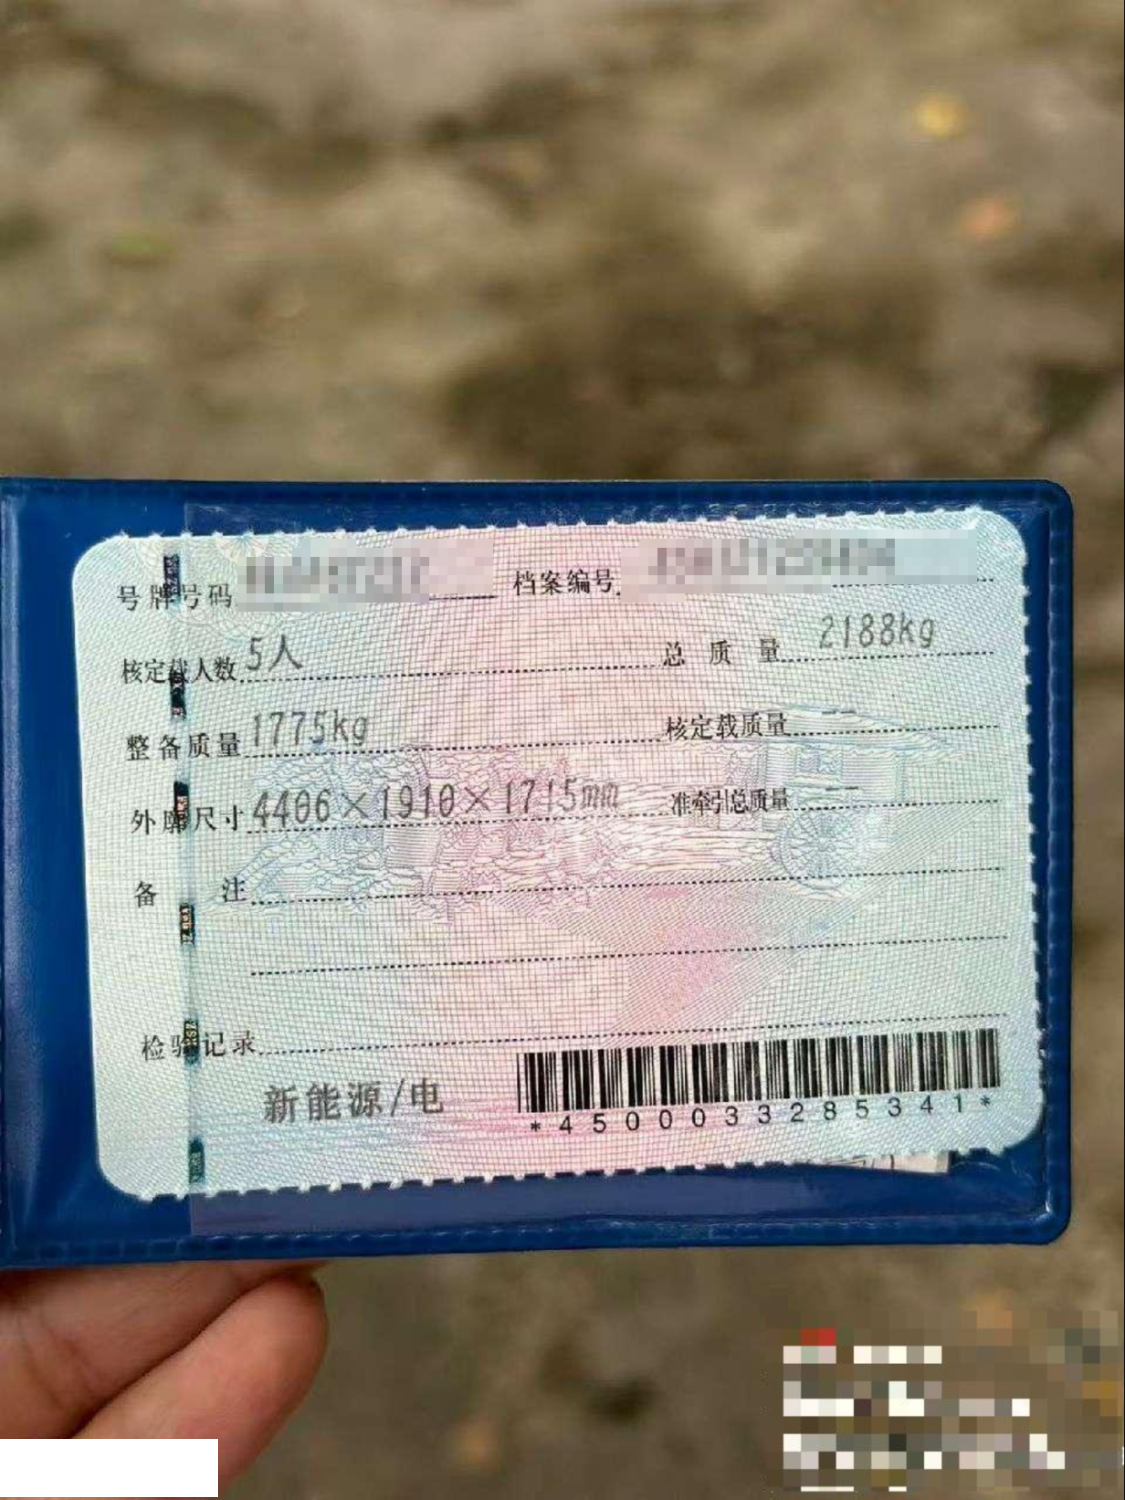 号牌号码 档案编号
核定载人数 5人 总质量 2188kg
整备质量 1775kg 核定载质量 --
外廓尺寸 4406×1910×1715mm 准牵引总质量 --
备注
检验记录
新能源/电
*4500033285341*